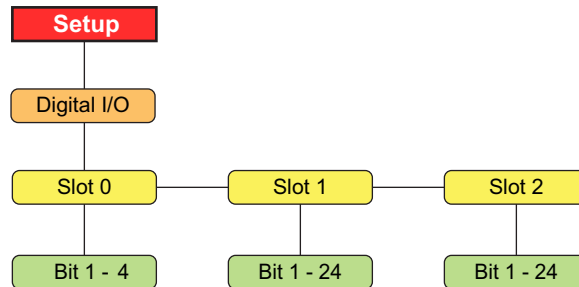 Setup
Digital I/O
Slot 0
Slot 1
Slot 2
Bit 1 - 4
Bit 1 - 24
Bit 1 - 24